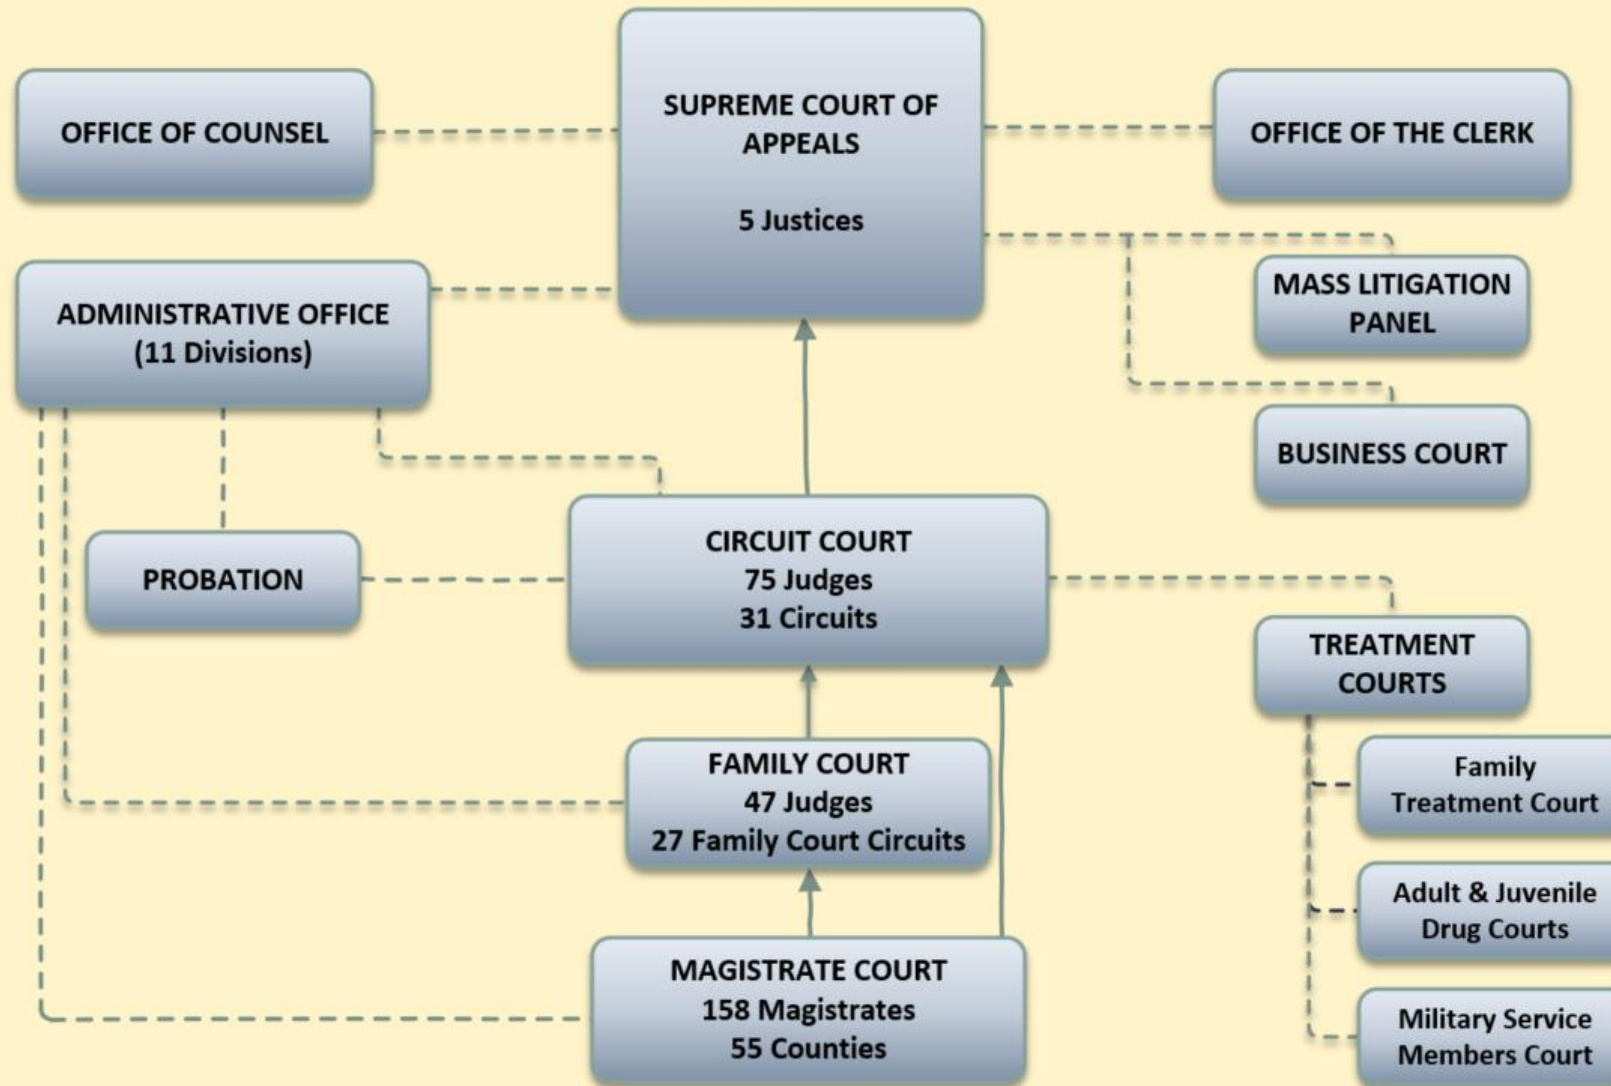 SUPREME COURT OF
APPEALS
5 Justices
OFFICE OF COUNSEL
OFFICE OF THE CLERK
ADMINISTRATIVE OFFICE
(11 Divisions)
MASS LITIGATION
PANEL
BUSINESS COURT
PROBATION
CIRCUIT COURT
75 Judges
31 Circuits
TREATMENT
COURTS
FAMILY COURT
47 Judges
27 Family Court Circuits
Family
Treatment Court
Adult & Juvenile
Drug Courts
MAGISTRATE COURT
158 Magistrates
55 Counties
Military Service
Members Court